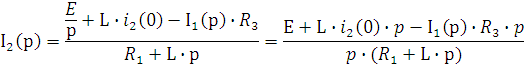 I₂(p) = (E/p + L · i₂(0) − I₁(p) · R₃) / (R₁ + L · p) = (E + L · i₂(0) · p − I₁(p) · R₃ · p) / (p · (R₁ + L · p))